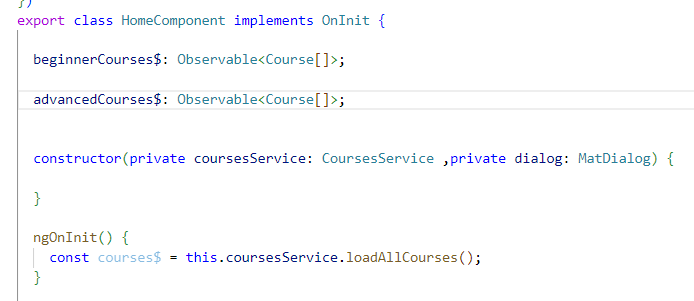 })
export class HomeComponent implements OnInit {
beginnerCourses$: Observable<Course[]>;
advancedCourses$: Observable<Course[]>;
constructor(private coursesService: CoursesService ,private dialog: MatDialog) {
}
ngOnInit() {
const courses$ = this.coursesService.loadAllCourses();
}